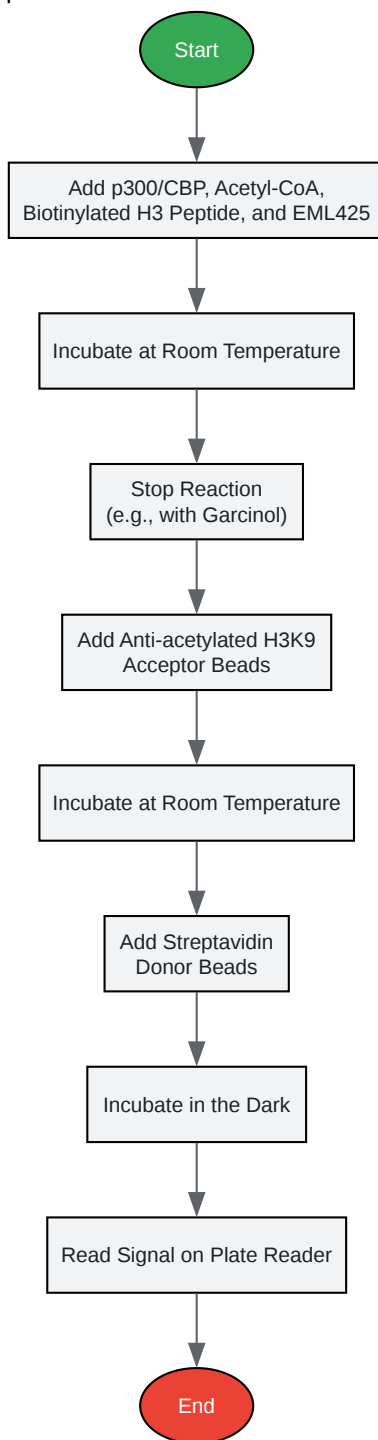 Start
Add p300/CBP, Acetyl-CoA,
Biotinylated H3 Peptide, and EML425
Incubate at Room Temperature
Stop Reaction
(e.g., with Garcinol)
Add Anti-acetylated H3K9
Acceptor Beads
Incubate at Room Temperature
Add Streptavidin
Donor Beads
Incubate in the Dark
Read Signal on Plate Reader
End